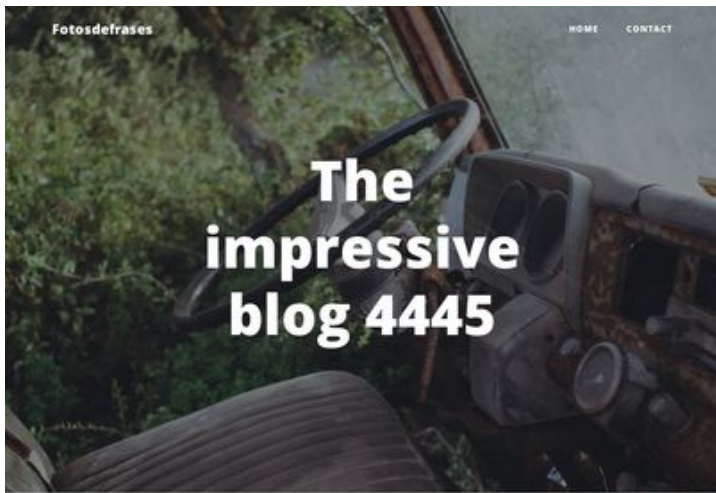 Fotosdefrases
HOME CONTACT
The
impressive
blog 4445